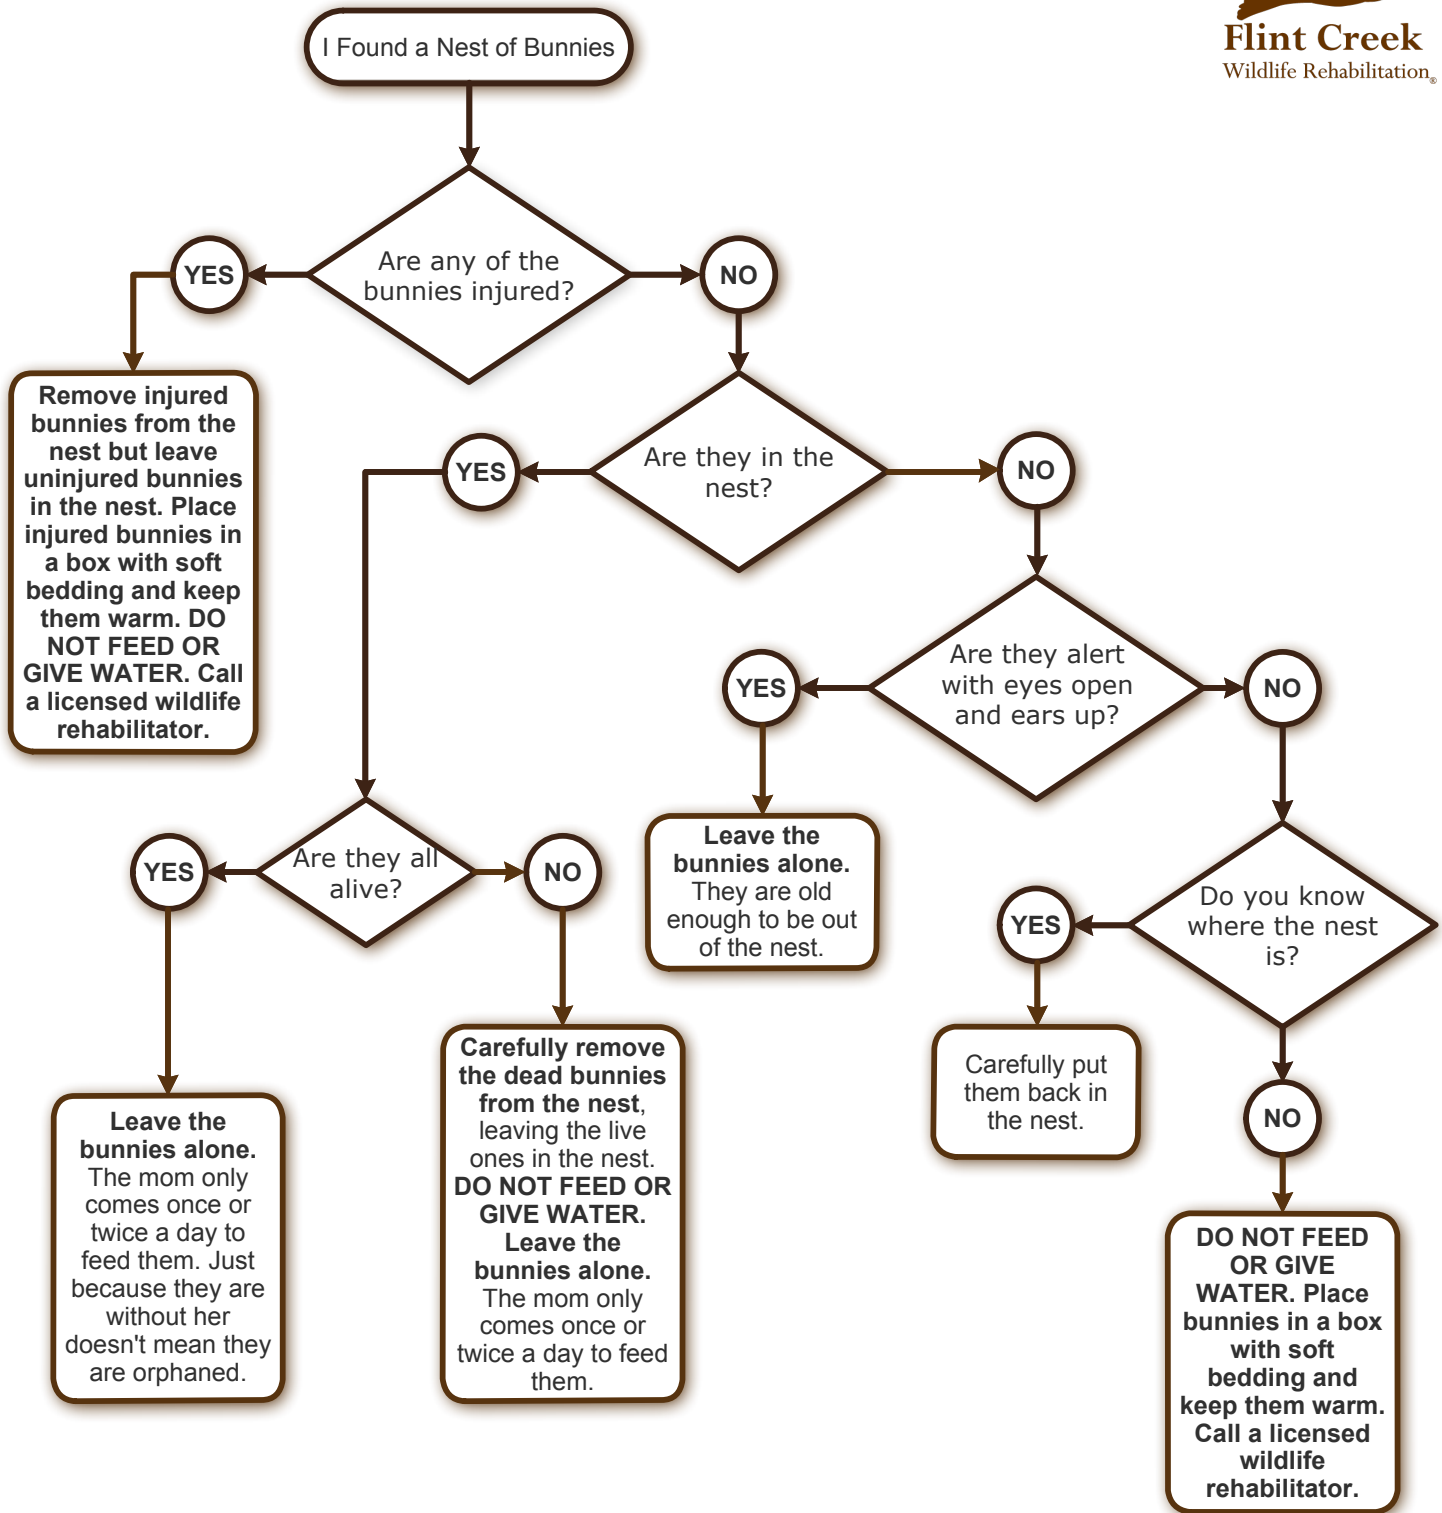 Flint Creek
Wildlife Rehabilitation®
I Found a Nest of Bunnies
Are any of the
bunnies injured?
YES
NO
Remove injured
bunnies from the
nest but leave
uninjured bunnies
in the nest. Place
injured bunnies in
a box with soft
bedding and keep
them warm. DO
NOT FEED OR
GIVE WATER. Call
a licensed wildlife
rehabilitator.
Are they in the
nest?
YES
NO
Are they alert
with eyes open
and ears up?
YES
NO
Leave the
bunnies alone.
They are old
enough to be out
of the nest.
Are they all
alive?
YES
NO
Do you know
where the nest
is?
YES
NO
Leave the
bunnies alone.
The mom only
comes once or
twice a day to
feed them. Just
because they are
without her
doesn't mean they
are orphaned.
Carefully remove
the dead bunnies
from the nest,
leaving the live
ones in the nest.
DO NOT FEED OR
GIVE WATER.
Leave the
bunnies alone.
The mom only
comes once or
twice a day to feed
them.
Carefully put
them back in
the nest.
DO NOT FEED
OR GIVE
WATER. Place
bunnies in a box
with soft
bedding and
keep them warm.
Call a licensed
wildlife
rehabilitator.